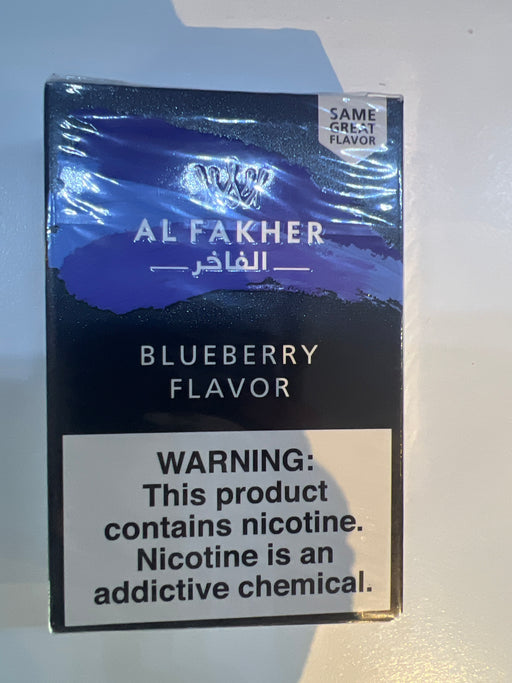 SAME
GREAT
FLAVOR
AL FAKHER
الفاخر
BLUEBERRY
FLAVOR
WARNING:
This product
contains nicotine.
Nicotine is an
addictive chemical.